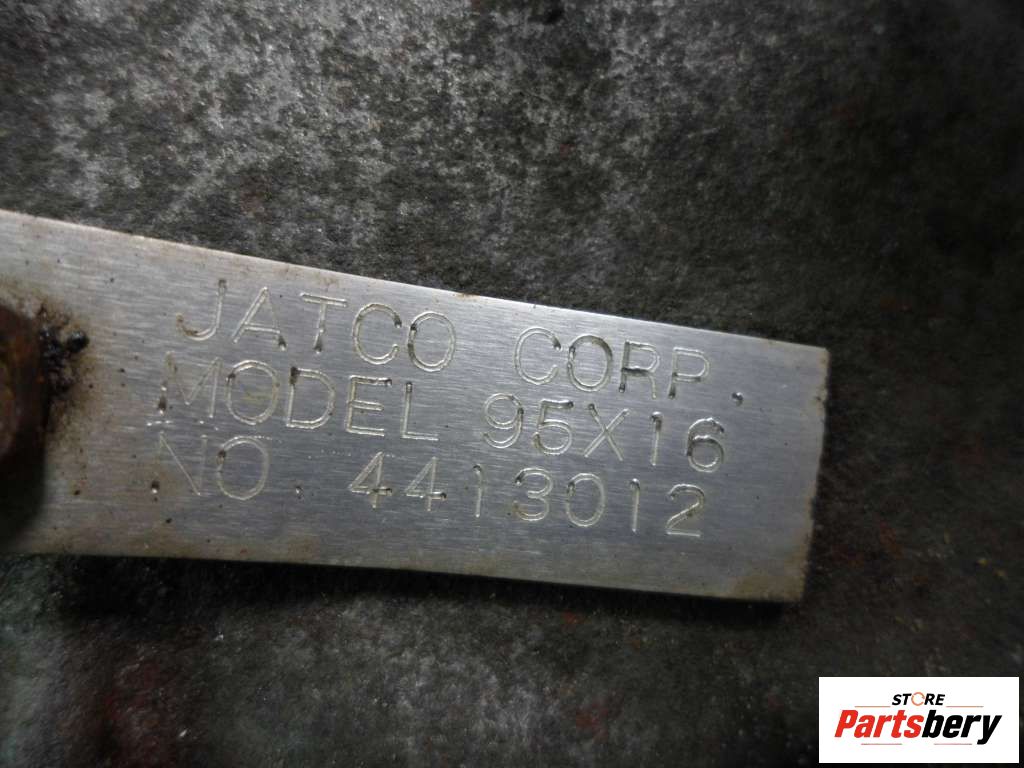 JATCO CORP.
MODEL 95X16
NO. 4413012
STORE
Partsbery